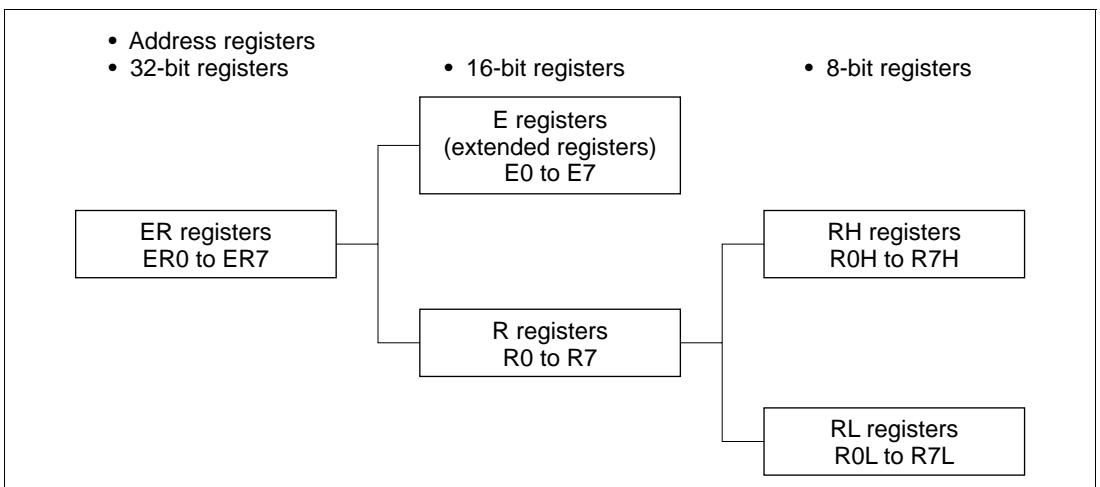 • Address registers
• 32-bit registers
• 16-bit registers
• 8-bit registers
E registers
(extended registers)
E0 to E7
ER registers
ER0 to ER7
RH registers
R0H to R7H
R registers
R0 to R7
RL registers
R0L to R7L